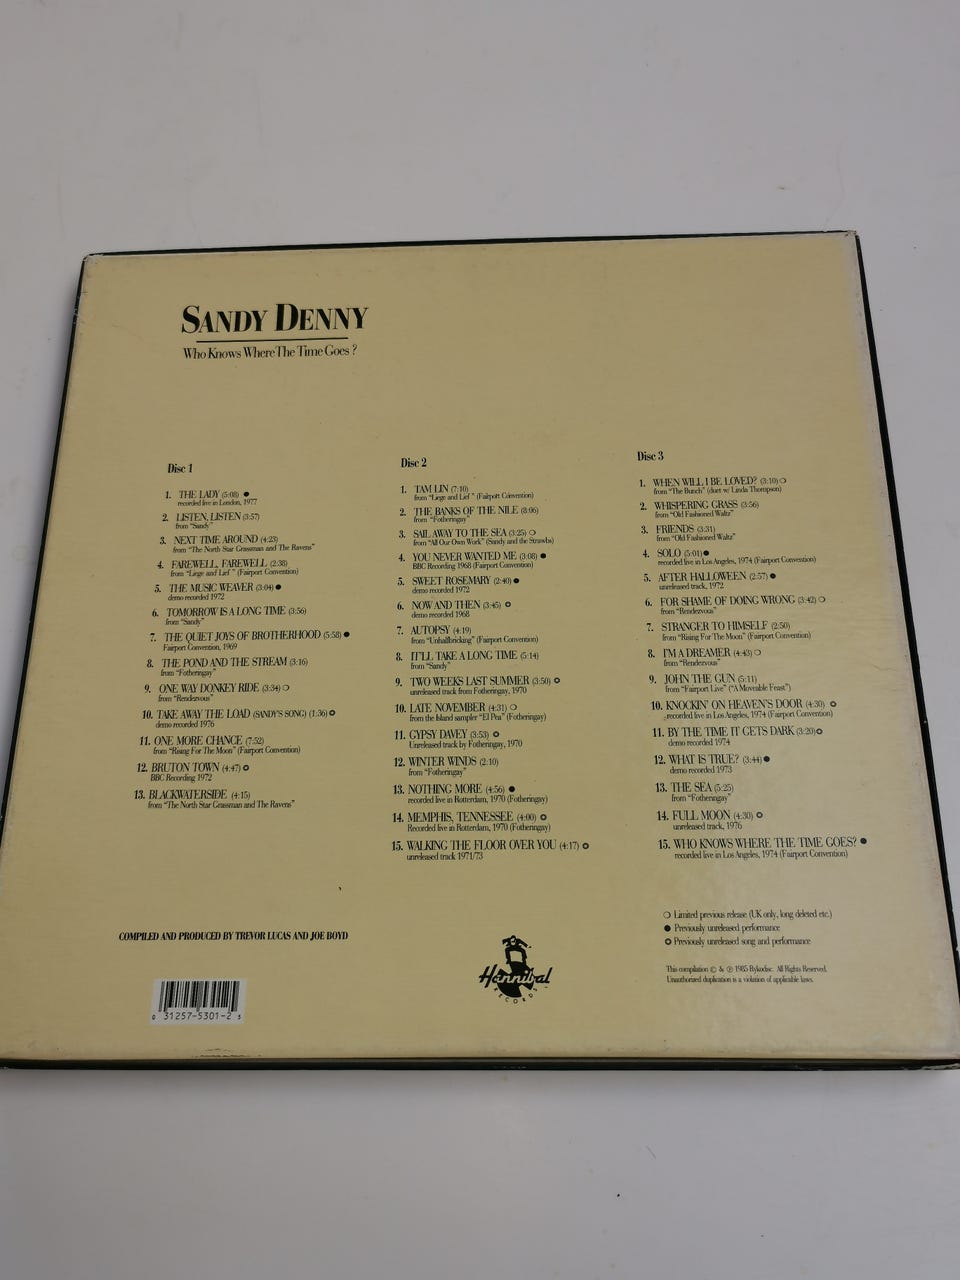 SANDY DENNY
Who Knows Where The Time Goes?
Disc 1
1. THE LADY (5:08) ●
recorded live in London, 1977
2. LISTEN, LISTEN (3:57)
from "Sandy"
3. NEXT TIME AROUND (4:23)
from "The North Star Grassman and The Ravens"
4. FAREWELL, FAREWELL (2:38)
from "Liege and Lief" (Fairport Convention)
5. THE MUSIC WEAVER (3:04) ●
demo recorded 1972
6. TOMORROW IS A LONG TIME (3:56)
from "Sandy"
7. THE QUIET JOYS OF BROTHERHOOD (5:58) ●
Fairport Convention, 1969
8. THE POND AND THE STREAM (3:16)
from "Fotheringay"
9. ONE WAY DONKEY RIDE (3:34) ❍
from "Rendezvous"
10. TAKE AWAY THE LOAD (SANDY'S SONG) (1:36) ✪
demo recorded 1976
11. ONE MORE CHANCE (7:52)
from "Rising For The Moon" (Fairport Convention)
12. BRUTON TOWN (4:47) ✪
BBC Recording 1972
13. BLACKWATERSIDE (4:15)
from "The North Star Grassman and The Ravens"
Disc 2
1. TAM LIN (7:10)
from "Liege and Lief" (Fairport Convention)
2. THE BANKS OF THE NILE (8:06)
from "Fotheringay"
3. SAIL AWAY TO THE SEA (3:25) ❍
from "All Our Own Work" (Sandy and the Strawbs)
4. YOU NEVER WANTED ME (3:08) ●
BBC Recording 1968 (Fairport Convention)
5. SWEET ROSEMARY (2:40) ●
demo recorded 1972
6. NOW AND THEN (3:45) ✪
demo recorded 1968
7. AUTOPSY (4:19)
from "Unhalfbricking" (Fairport Convention)
8. IT'LL TAKE A LONG TIME (5:14)
from "Sandy"
9. TWO WEEKS LAST SUMMER (3:50) ✪
unreleased track from Fotheringay, 1970
10. LATE NOVEMBER (4:31) ❍
from the Island sampler "El Pea" (Fotheringay)
11. GYPSY DAVEY (3:53) ✪
Unreleased track by Fotheringay, 1970
12. WINTER WINDS (2:10)
from "Fotheringay"
13. NOTHING MORE (4:56) ●
recorded live in Rotterdam, 1970 (Fotheringay)
14. MEMPHIS, TENNESSEE (4:00) ✪
Recorded live in Rotterdam, 1970 (Fotheringay)
15. WALKING THE FLOOR OVER YOU (4:17) ✪
unreleased track 1971/73
Disc 3
1. WHEN WILL I BE LOVED? (3:10) ❍
from "The Bunch" (duet w/ Linda Thompson)
2. WHISPERING GRASS (3:56)
from "Old Fashioned Waltz"
3. FRIENDS (3:31)
from "Old Fashioned Waltz"
4. SOLO (5:01) ●
recorded live in Los Angeles, 1974 (Fairport Convention)
5. AFTER HALLOWEEN (2:57) ●
unreleased track, 1972
6. FOR SHAME OF DOING WRONG (3:42) ❍
from "Rendezvous"
7. STRANGER TO HIMSELF (2:50)
from "Rising For The Moon" (Fairport Convention)
8. I'M A DREAMER (4:43) ❍
from "Rendezvous"
9. JOHN THE GUN (5:11)
from "Fairport Live" ("A Moveable Feast")
10. KNOCKIN' ON HEAVEN'S DOOR (4:30) ✪
recorded live in Los Angeles, 1974 (Fairport Convention)
11. BY THE TIME IT GETS DARK (3:20) ✪
demo recorded 1974
12. WHAT IS TRUE? (3:44) ●
demo recorded 1973
13. THE SEA (5:25)
from "Fotheringay"
14. FULL MOON (4:30) ✪
unreleased track, 1976
15. WHO KNOWS WHERE THE TIME GOES? ●
recorded live in Los Angeles, 1974 (Fairport Convention)
❍ Limited previous release (UK only, long deleted etc.)
● Previously unreleased performance
✪ Previously unreleased song and performance
This compilation © & ℗ 1985 Rykodisc. All Rights Reserved.
Unauthorized duplication is a violation of applicable laws.
COMPILED AND PRODUCED BY TREVOR LUCAS AND JOE BOYD
Hannibal
RECORDS
0 31257-5301-2 3